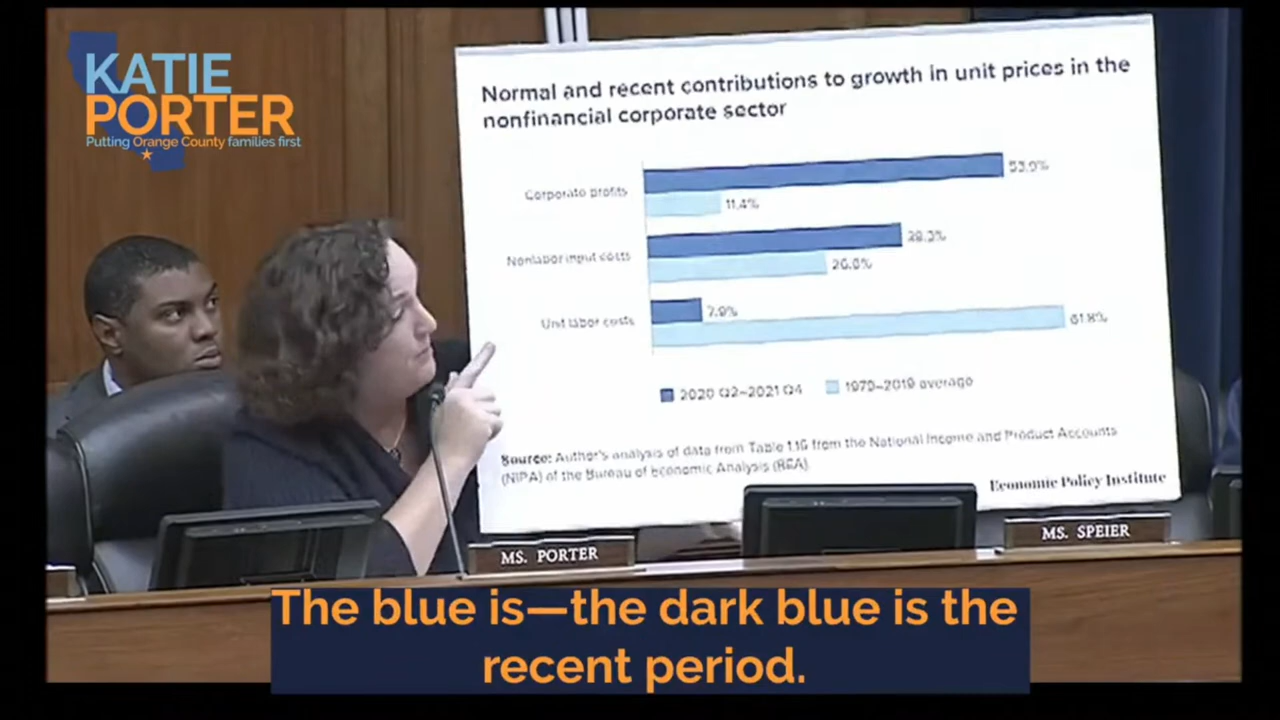 KATIE
PORTER
Putting Orange County families first
Normal and recent contributions to growth in unit prices in the
nonfinancial corporate sector
Corporate profits
53.9%
11.4%
Nonlabor input costs
26.8%
Unit labor costs
7.9%
61.8%
2020 Q2–2021 Q4
1979–2019 average
Source: Author's analysis of data from Table 1.15 from the National Income and Product Accounts
(NIPA) of the Bureau of Economic Analysis (BEA).
Economic Policy Institute
MS. PORTER
MS. SPEIER
The blue is—the dark blue is the
recent period.